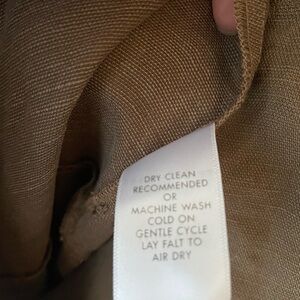 DRY CLEAN
RECOMMENDED
OR
MACHINE WASH
COLD ON
GENTLE CYCLE
LAY FALT TO
AIR DRY